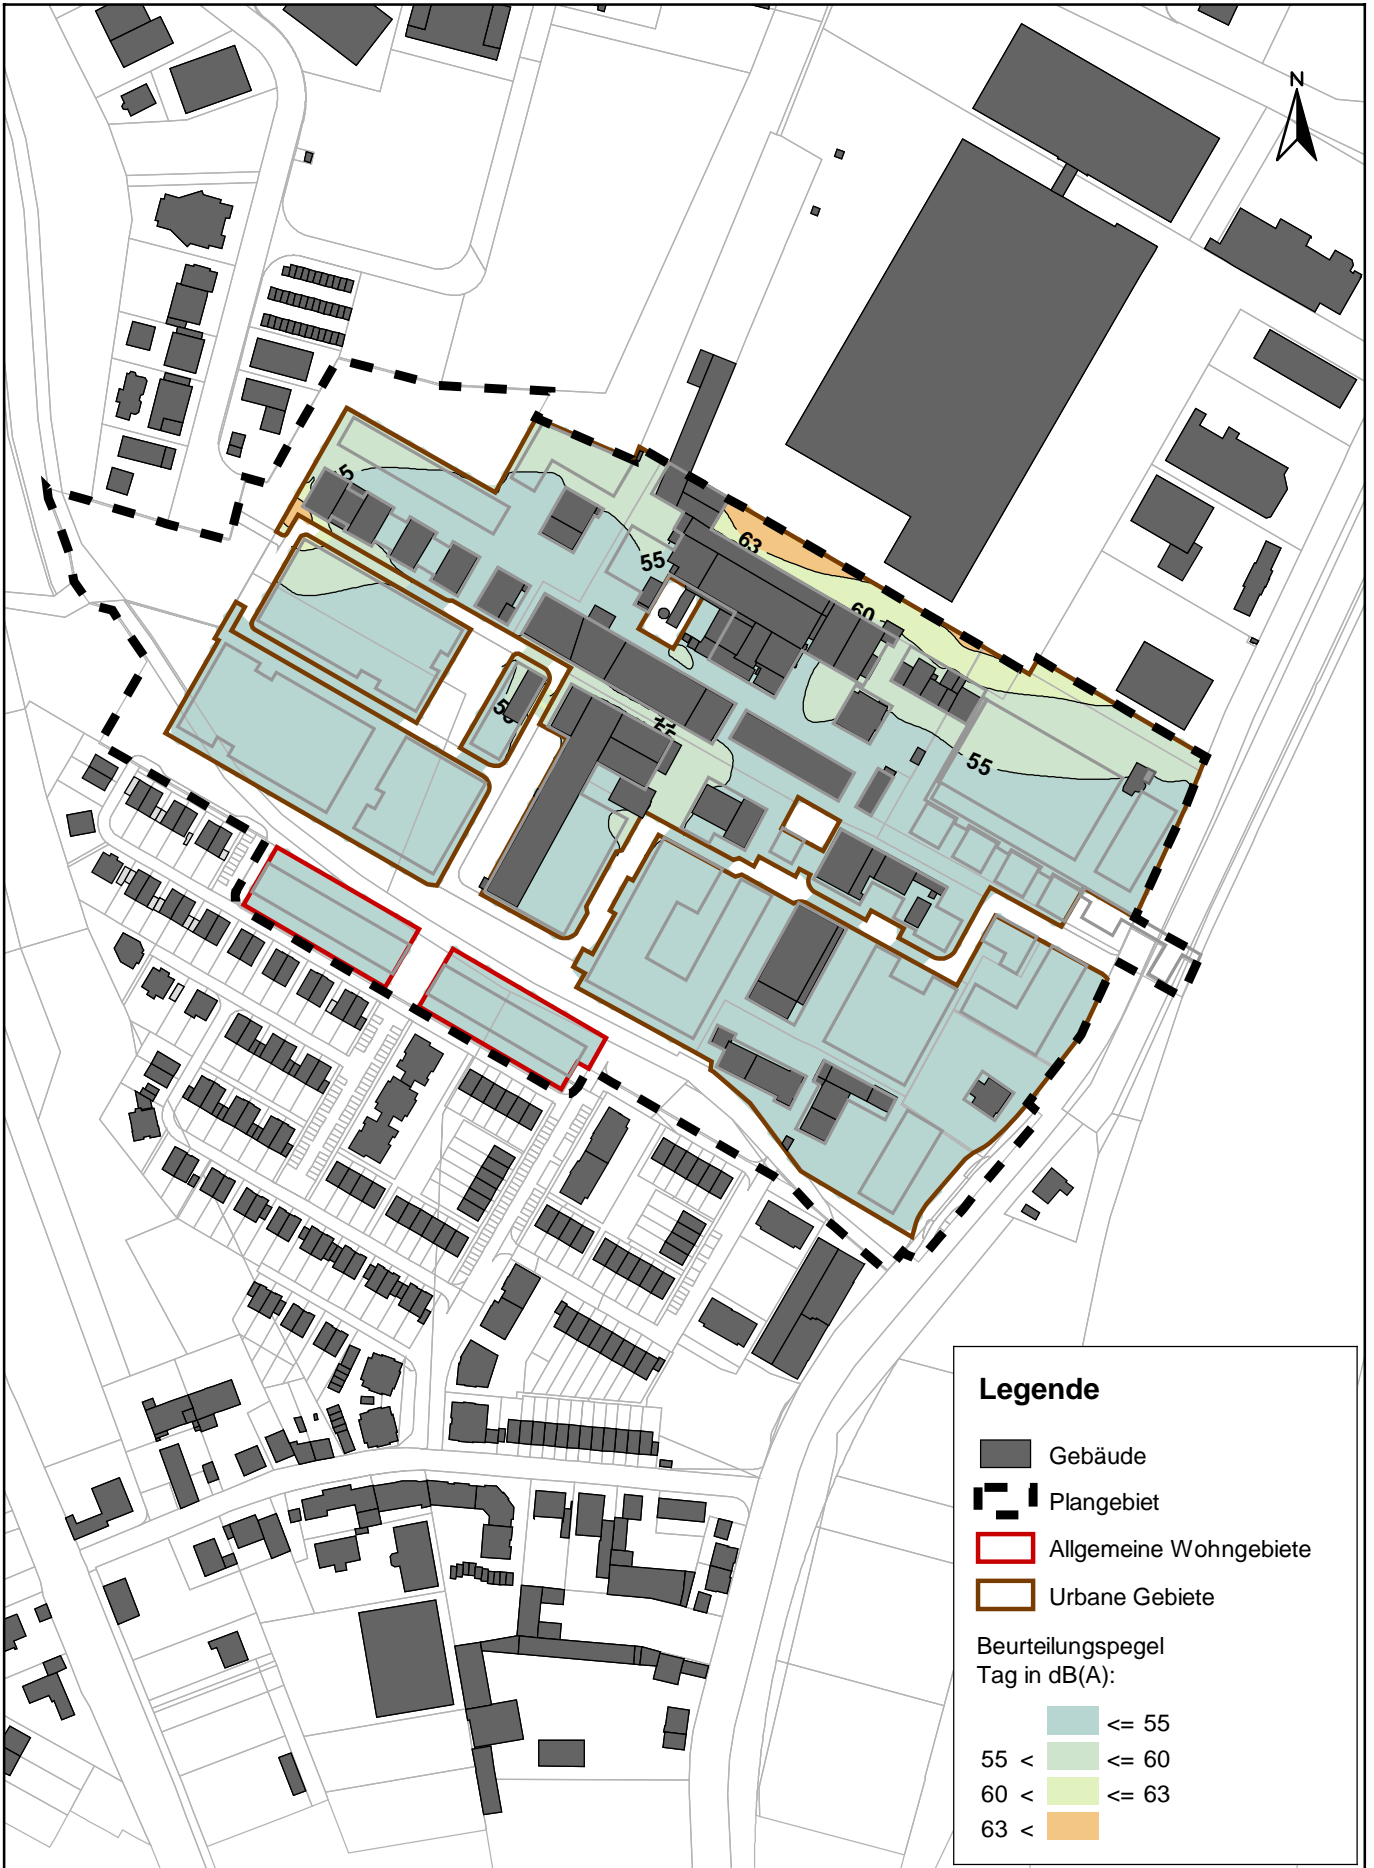 N
5
63
55
60
55
Legende
Gebäude
Plangebiet
Allgemeine Wohngebiete
Urbane Gebiete
Beurteilungspegel
Tag in dB(A):
<= 55
55 < <= 60
60 < <= 63
63 <